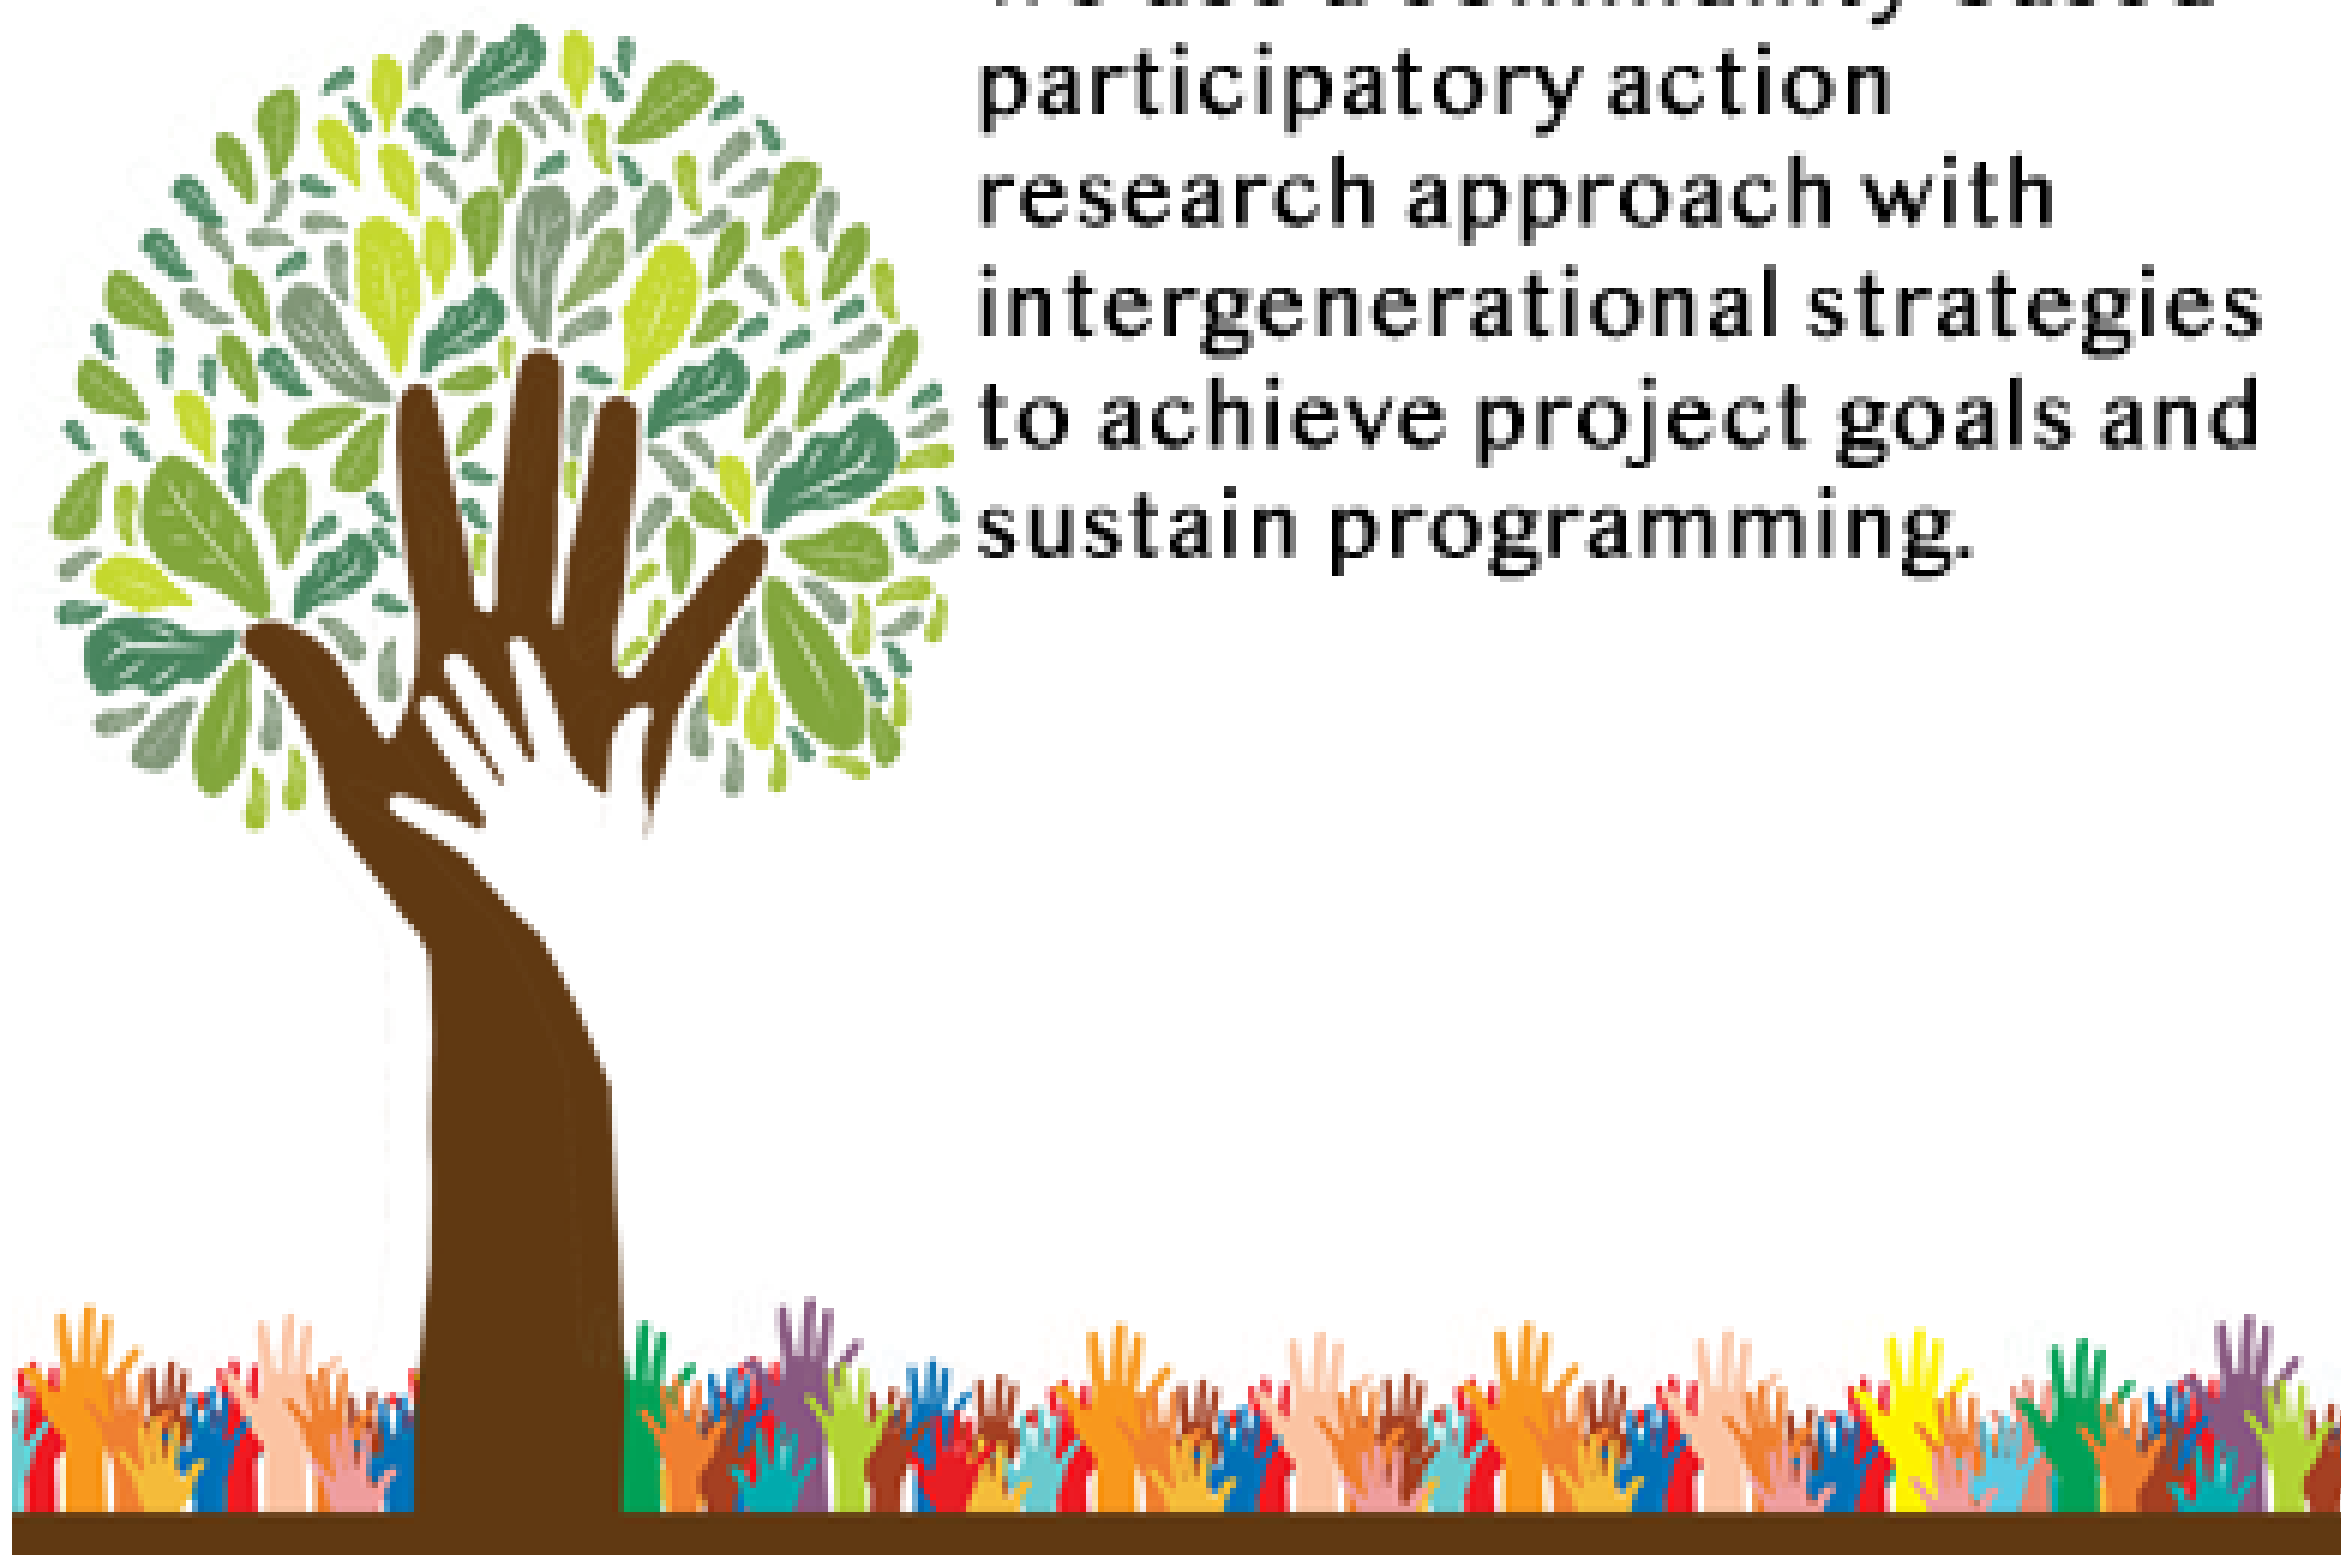 participatory action
research approach with
intergenerational strategies
to achieve project goals and
sustain programming.